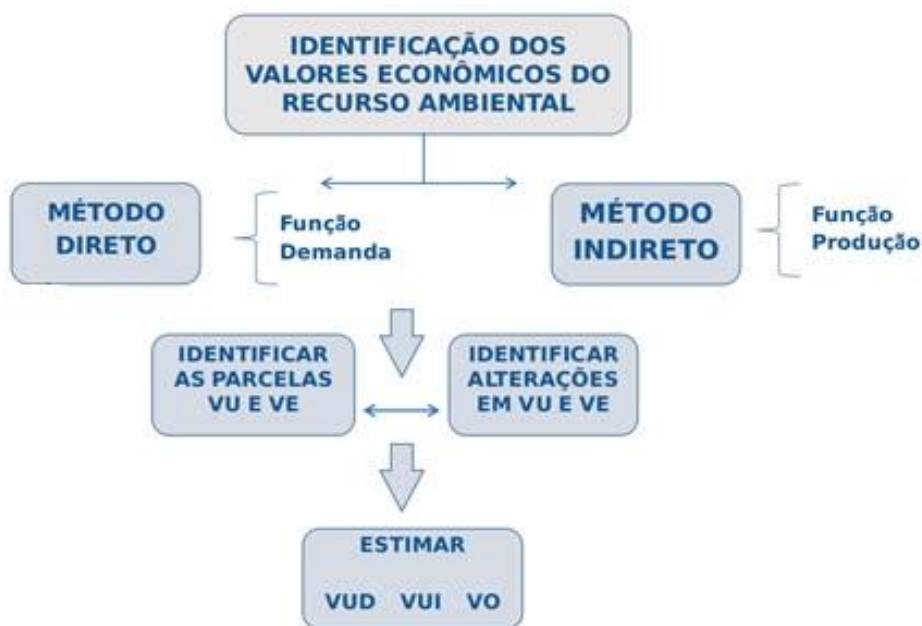 IDENTIFICAÇÃO DOS
VALORES ECONÔMICOS DO
RECURSO AMBIENTAL
MÉTODO
DIRETO
Função
Demanda
MÉTODO
INDIRETO
Função
Produção
IDENTIFICAR
AS PARCELAS
VU E VE
IDENTIFICAR
ALTERAÇÕES
EM VU E VE
ESTIMAR
VUD VUI VO